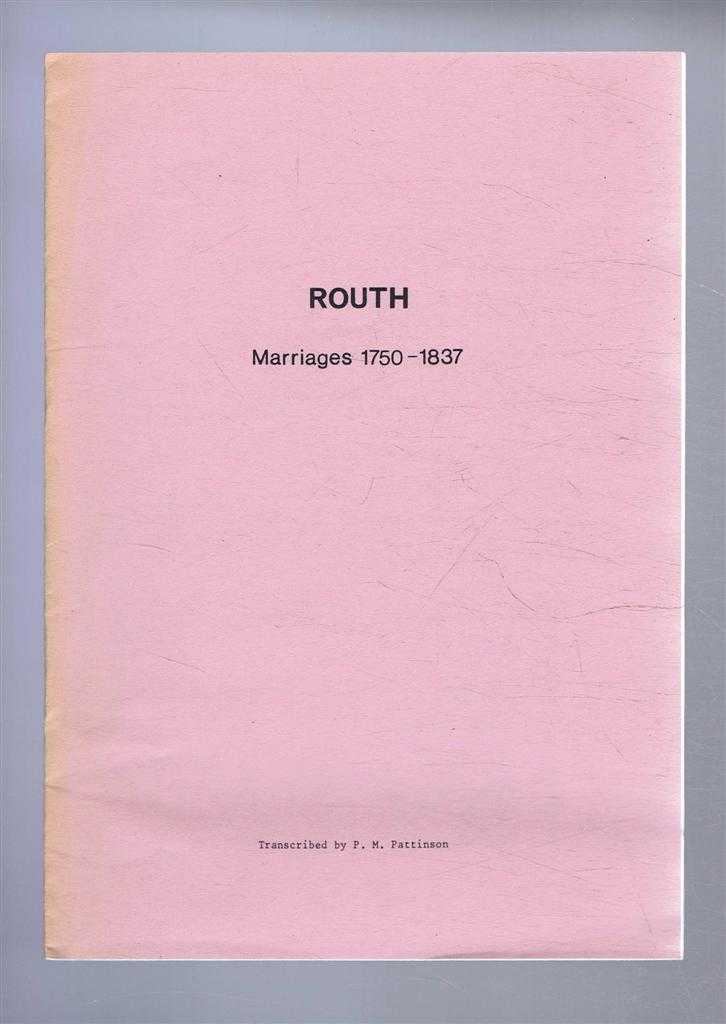 ROUTH
Marriages 1750-1837
Transcribed by P. M. Pattinson